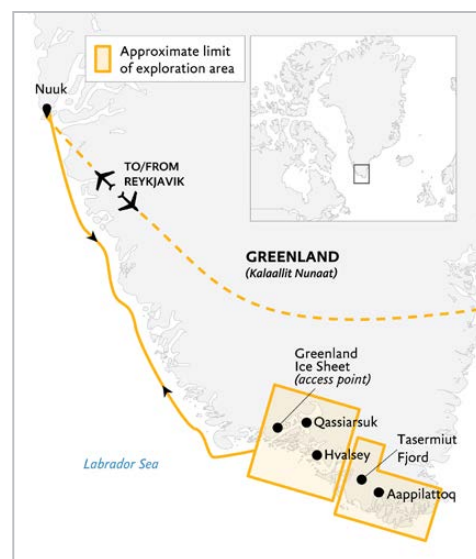 Approximate limit
of exploration area
Nuuk
TO/FROM
REYKJAVIK
GREENLAND
(Kalaallit Nunaat)
Greenland
Ice Sheet
(access point)
Qassiarsuk
Hvalsey
Tasermiut
Fjord
Aappilattoq
Labrador Sea